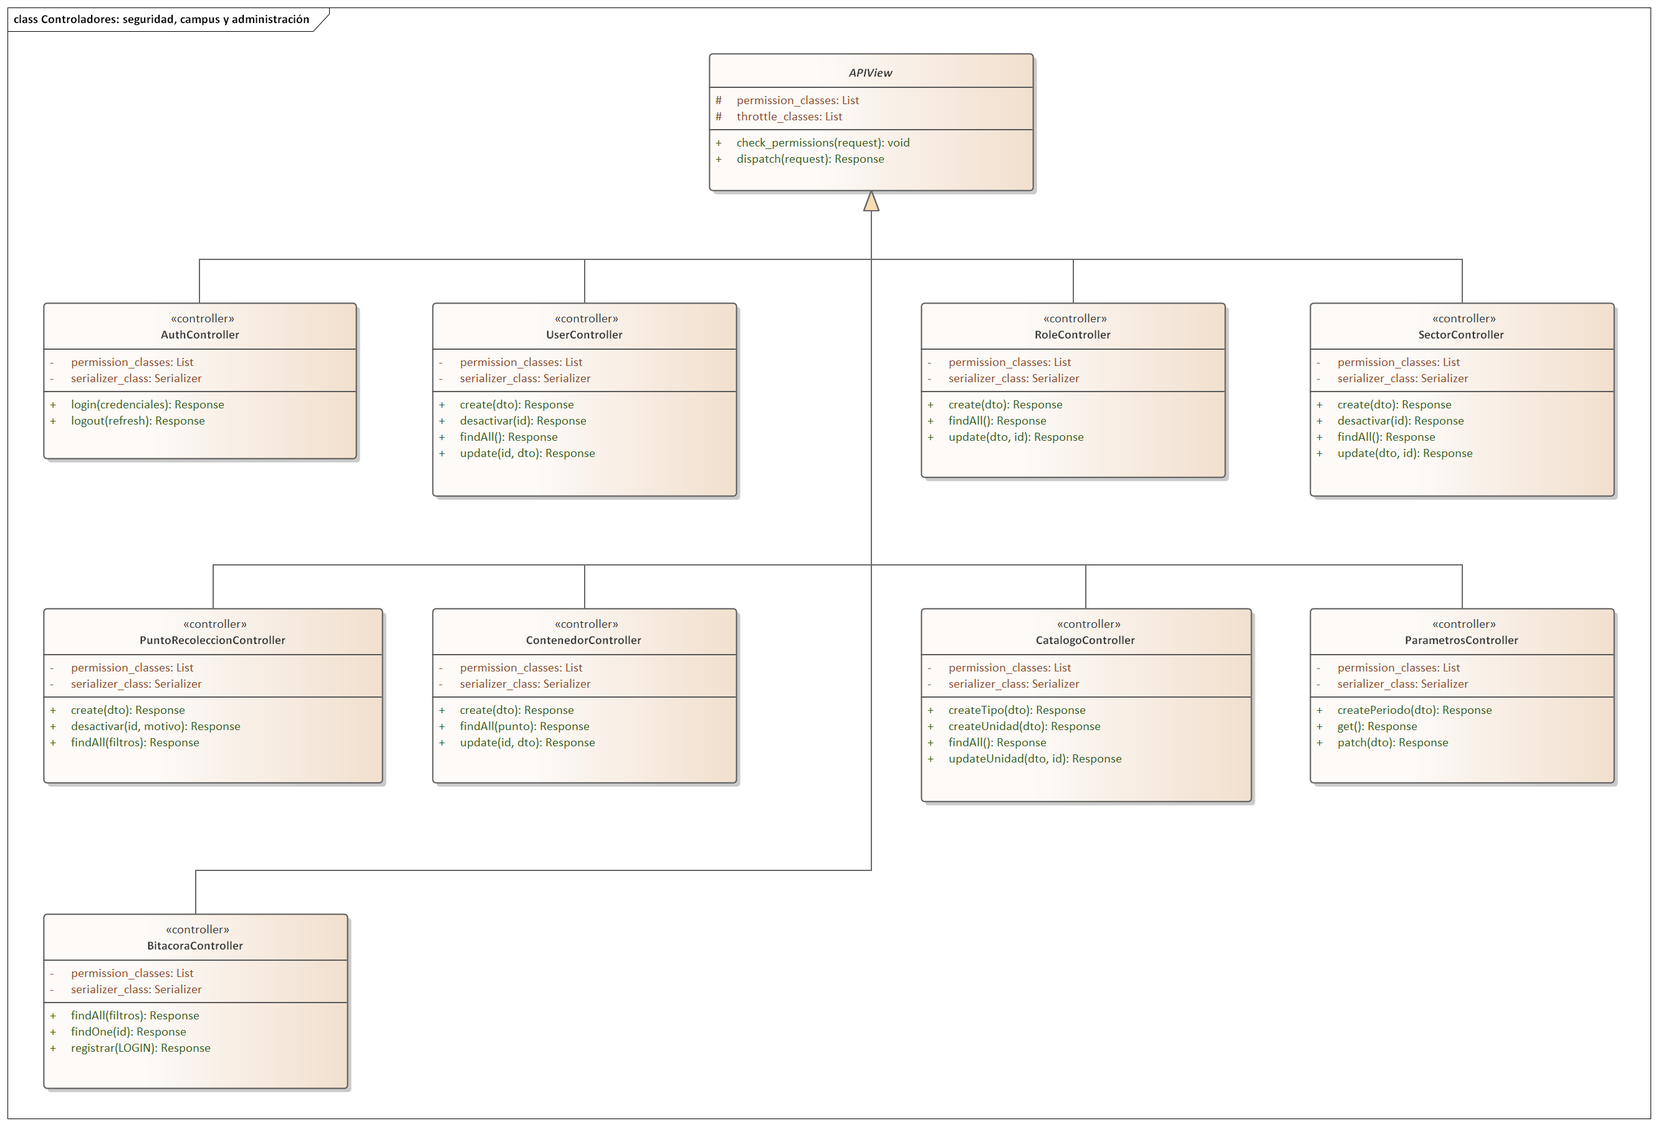 class Controladores: seguridad, campus y administración
APIView
# permission_classes: List
# throttle_classes: List
+ check_permissions(request): void
+ dispatch(request): Response
«controller»
AuthController
- permission_classes: List
- serializer_class: Serializer
+ login(credenciales): Response
+ logout(refresh): Response
«controller»
UserController
- permission_classes: List
- serializer_class: Serializer
+ create(dto): Response
+ desactivar(id): Response
+ findAll(): Response
+ update(id, dto): Response
«controller»
RoleController
- permission_classes: List
- serializer_class: Serializer
+ create(dto): Response
+ findAll(): Response
+ update(dto, id): Response
«controller»
SectorController
- permission_classes: List
- serializer_class: Serializer
+ create(dto): Response
+ desactivar(id): Response
+ findAll(): Response
+ update(dto, id): Response
«controller»
PuntoRecoleccionController
- permission_classes: List
- serializer_class: Serializer
+ create(dto): Response
+ desactivar(id, motivo): Response
+ findAll(filtros): Response
«controller»
ContenedorController
- permission_classes: List
- serializer_class: Serializer
+ create(dto): Response
+ findAll(punto): Response
+ update(id, dto): Response
«controller»
CatalogoController
- permission_classes: List
- serializer_class: Serializer
+ createTipo(dto): Response
+ createUnidad(dto): Response
+ findAll(): Response
+ updateUnidad(dto, id): Response
«controller»
ParametrosController
- permission_classes: List
- serializer_class: Serializer
+ createPeriodo(dto): Response
+ get(): Response
+ patch(dto): Response
«controller»
BitacoraController
- permission_classes: List
- serializer_class: Serializer
+ findAll(filtros): Response
+ findOne(id): Response
+ registrar(LOGIN): Response